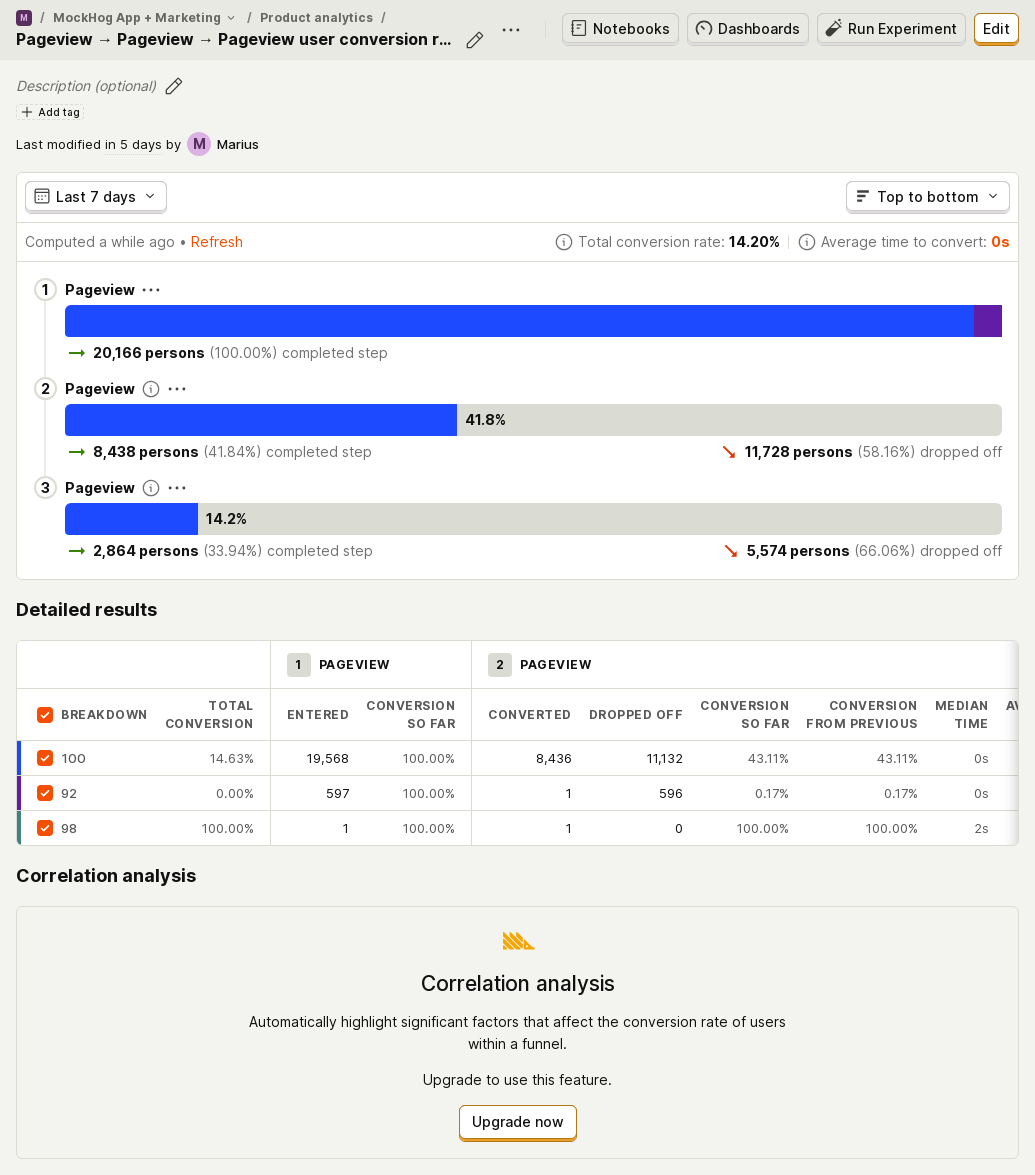 M / MockHog App + Marketing / Product analytics /
Pageview → Pageview → Pageview user conversion r...
Notebooks Dashboards Run Experiment Edit
Description (optional)
Add tag
Last modified in 5 days by M Marius
Last 7 days Top to bottom
Computed a while ago • Refresh Total conversion rate: 14.20% Average time to convert: 0s
1 Pageview
20,166 persons (100.00%) completed step
2 Pageview
41.8%
8,438 persons (41.84%) completed step 11,728 persons (58.16%) dropped off
3 Pageview
14.2%
2,864 persons (33.94%) completed step 5,574 persons (66.06%) dropped off
Detailed results
1 PAGEVIEW 2 PAGEVIEW
BREAKDOWN TOTAL CONVERSION ENTERED CONVERSION SO FAR CONVERTED DROPPED OFF CONVERSION SO FAR CONVERSION FROM PREVIOUS MEDIAN TIME
100 14.63% 19,568 100.00% 8,436 11,132 43.11% 43.11% 0s
92 0.00% 597 100.00% 1 596 0.17% 0.17% 0s
98 100.00% 1 100.00% 1 0 100.00% 100.00% 2s
Correlation analysis
Correlation analysis
Automatically highlight significant factors that affect the conversion rate of users
within a funnel.
Upgrade to use this feature.
Upgrade now